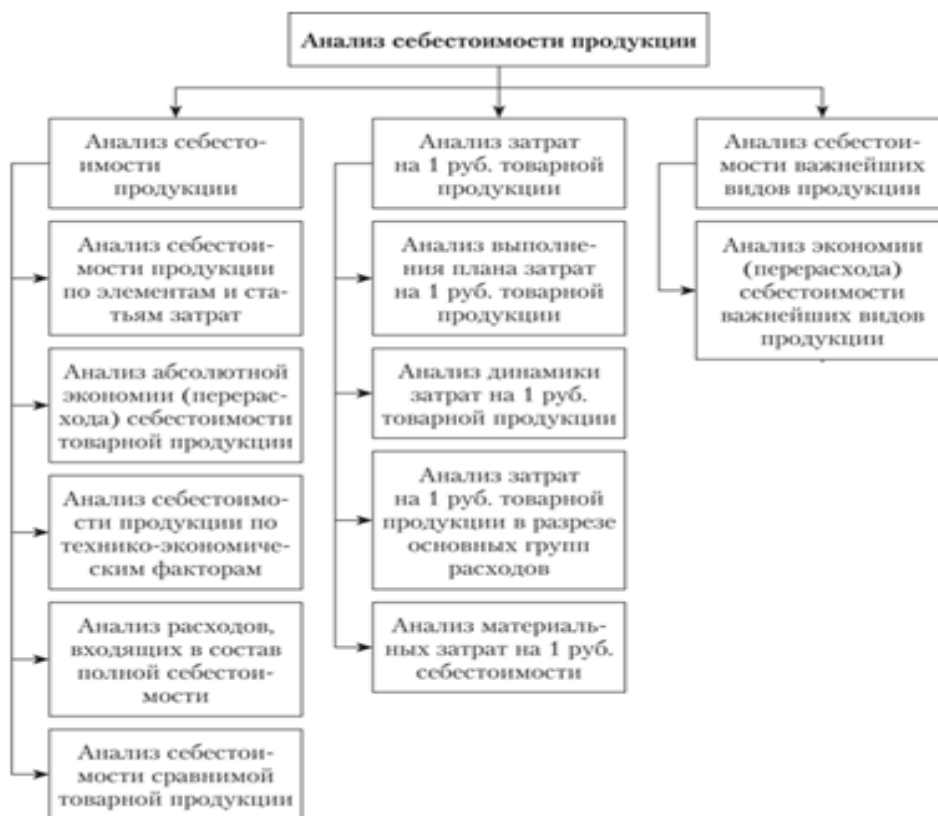 Анализ себестоимости продукции
Анализ себесто-
имости
продукции
Анализ себестои-
мости продукции
по элементам и ста-
тьям затрат
Анализ абсолютной
экономии (перерас-
хода) себестоимости
товарной продукции
Анализ себестоимо-
сти продукции по
технико-экономиче-
ским факторам
Анализ расходов,
входящих в состав
полной себестои-
мости
Анализ себестои-
мости сравнимой
товарной продукции
Анализ затрат
на 1 руб. товарной
продукции
Анализ выполне-
ния плана затрат
на 1 руб. товарной
продукции
Анализ динамики
затрат на 1 руб.
товарной продукции
Анализ затрат
на 1 руб. товарной
продукции в разрезе
основных групп
расходов
Анализ материаль-
ных затрат на 1 руб.
себестоимости
Анализ себестои-
мости важнейших
видов продукции
Анализ экономии
(перерасхода)
себестоимости
важнейших видов
продукции